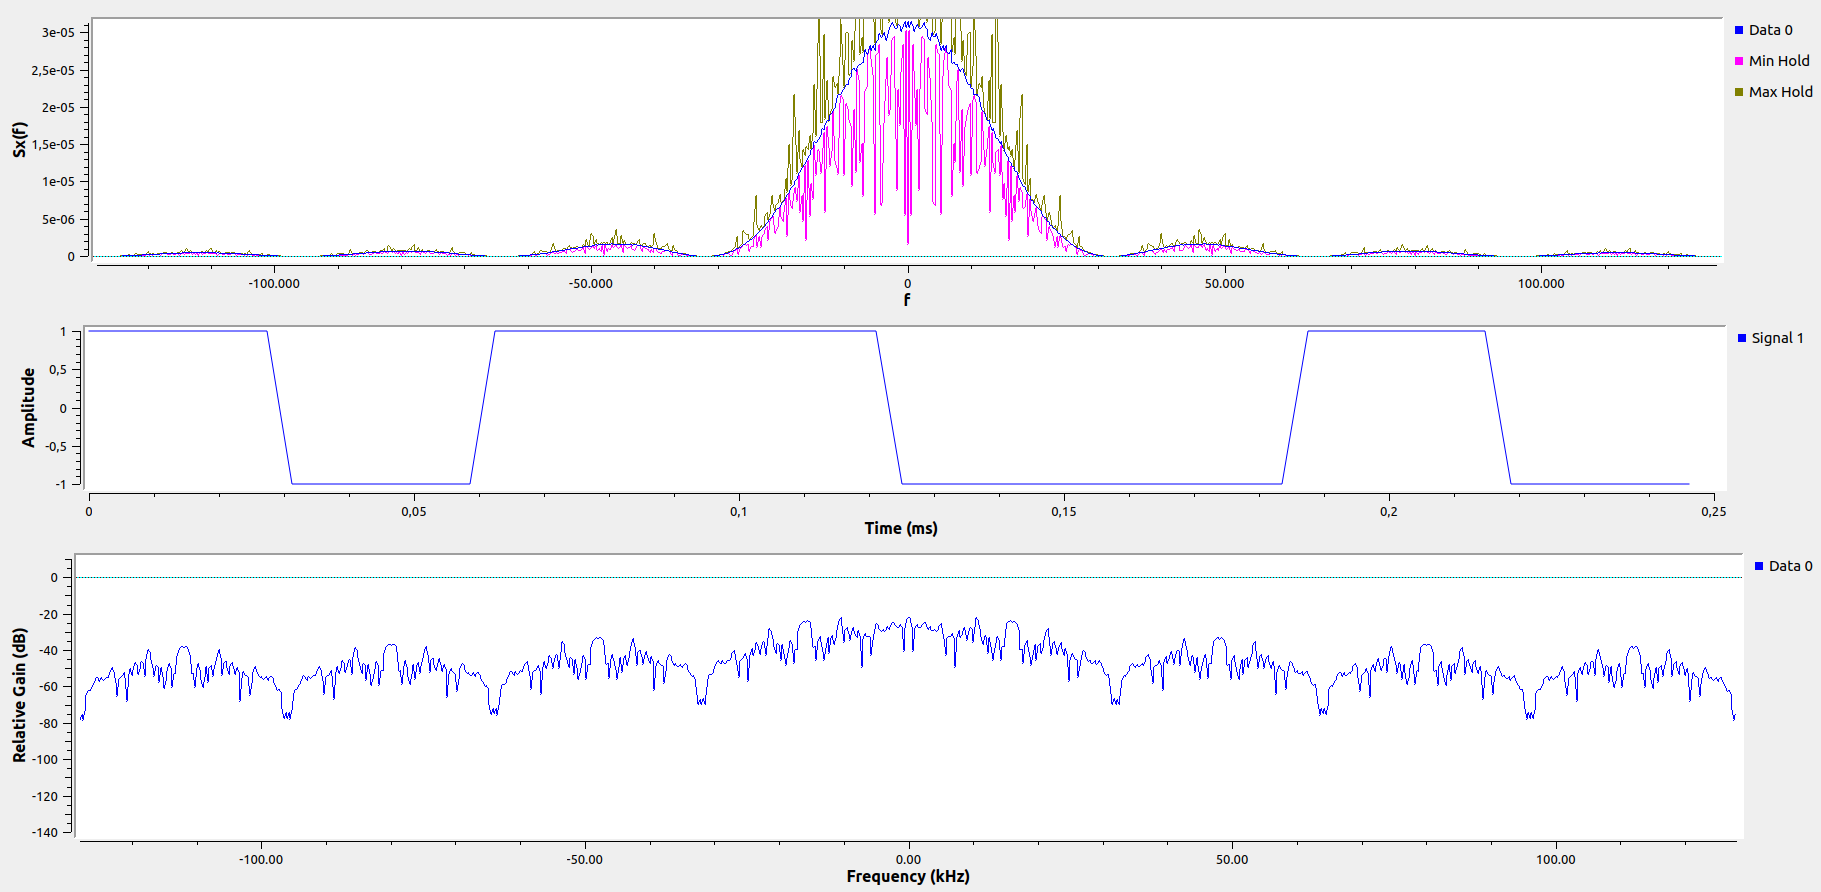 Sx(f)
3e-05
2,5e-05
2e-05
1,5e-05
1e-05
5e-06
0
-100.000
-50.000
0
50.000
100.000
f
Data 0
Min Hold
Max Hold
Amplitude
1
0,5
0
-0,5
-1
0
0,05
0,1
0,15
0,2
0,25
Time (ms)
Signal 1
Relative Gain (dB)
0
-20
-40
-60
-80
-100
-120
-140
-100.00
-50.00
0.00
50.00
100.00
Frequency (kHz)
Data 0